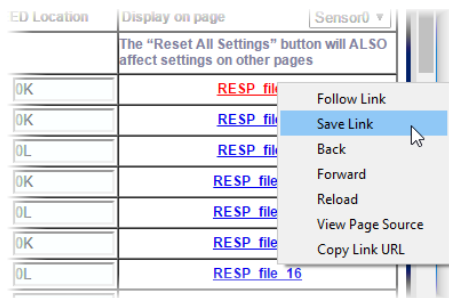 ED Location Display on page Sensor0
The “Reset All Settings” button will ALSO
affect settings on other pages
0K RESP_file
Follow Link
0K RESP_fil
Save Link
0L RESP_fil
Back
0K RESP_file
Forward
Reload
0L RESP_file
View Page Source
0K RESP_file
Copy Link URL
0L RESP_file_16